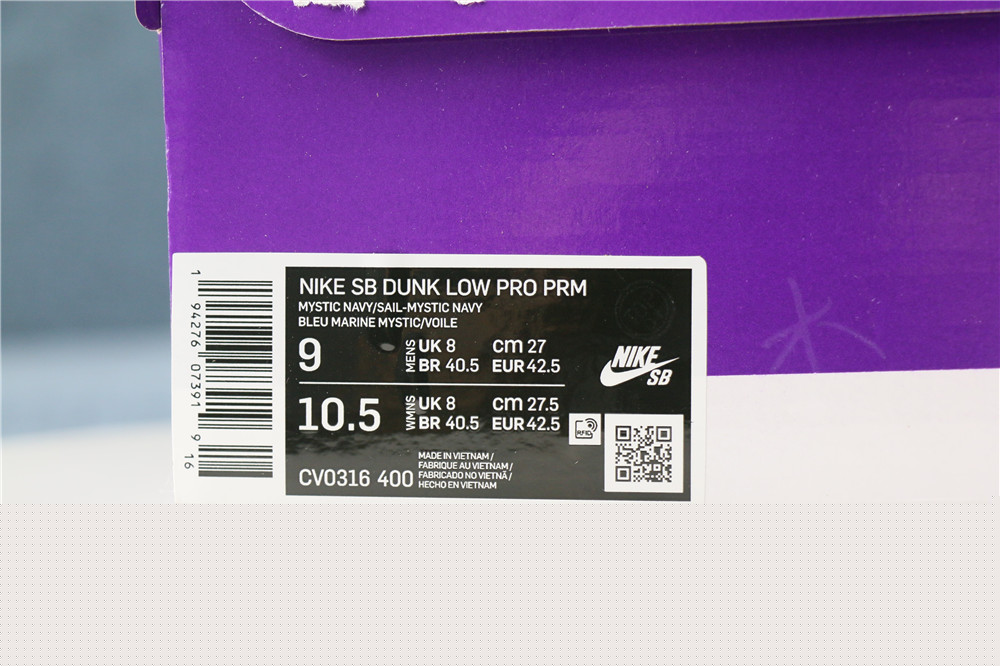 1 94276 07391 9 16
NIKE SB DUNK LOW PRO PRM
MYSTIC NAVY/SAIL-MYSTIC NAVY
BLEU MARINE MYSTIC/VOILE
9 MENS UK 8 cm 27
BR 40.5 EUR 42.5
10.5 WMNS UK 8 cm 27.5
BR 40.5 EUR 42.5
NIKE
SB
RFID
CV0316 400
MADE IN VIETNAM /
FABRIQUE AU VIETNAM /
FABRICADO NO VIETNÃ /
HECHO EN VIETNAM